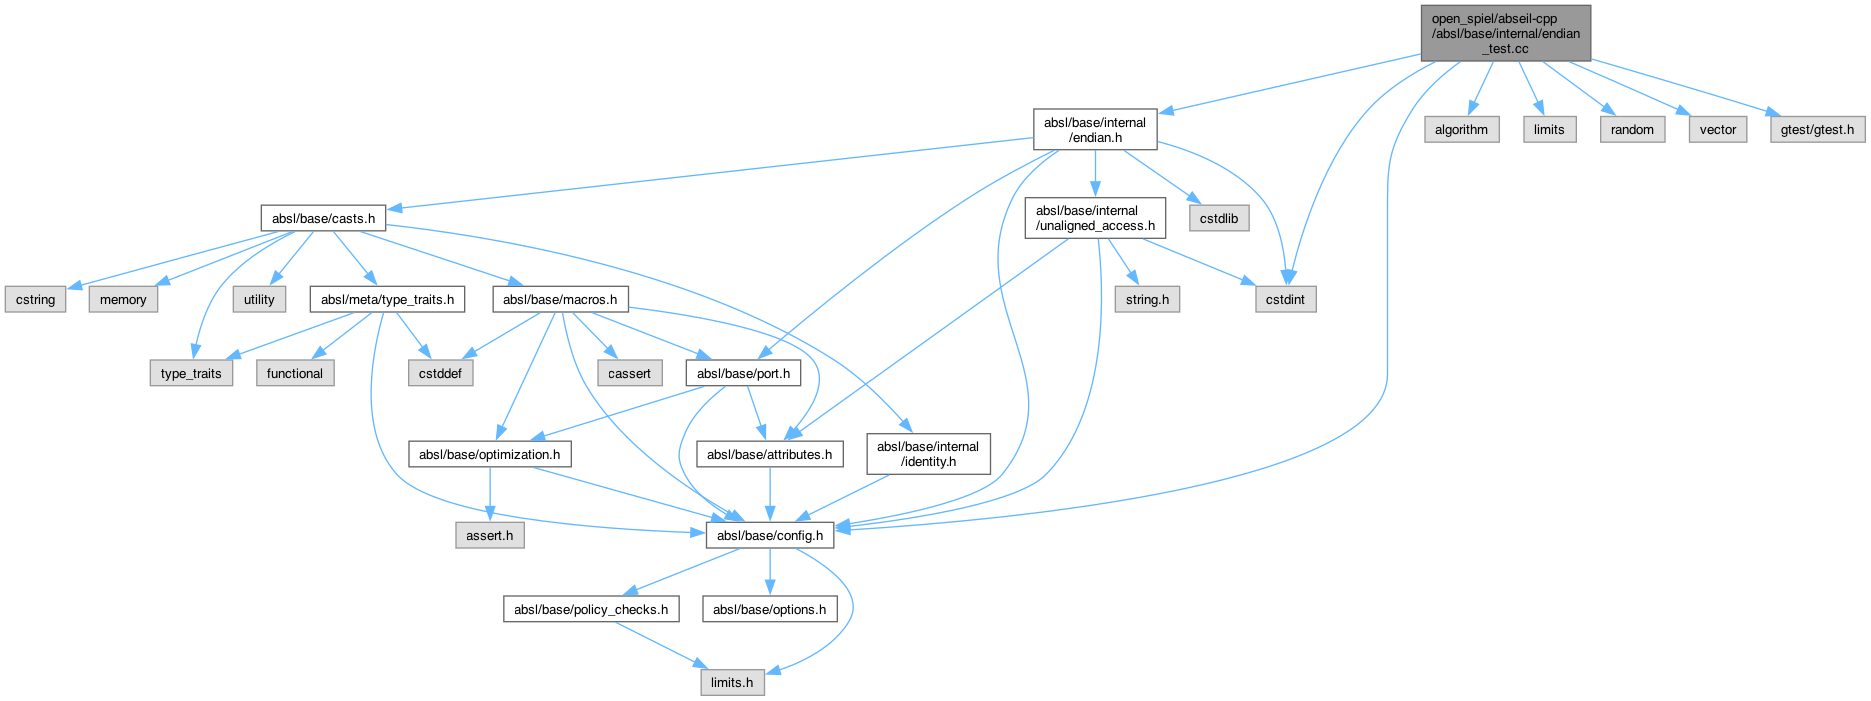 open_spiel/abseil-cpp
/absl/base/internal/endian
_test.cc
absl/base/internal
/endian.h
algorithm
limits
random
vector
gtest/gtest.h
absl/base/casts.h
absl/base/internal
/unaligned_access.h
cstdlib
cstring
memory
utility
absl/meta/type_traits.h
absl/base/macros.h
string.h
cstdint
type_traits
functional
cstddef
cassert
absl/base/port.h
absl/base/optimization.h
absl/base/attributes.h
absl/base/internal
/identity.h
assert.h
absl/base/config.h
absl/base/policy_checks.h
absl/base/options.h
limits.h